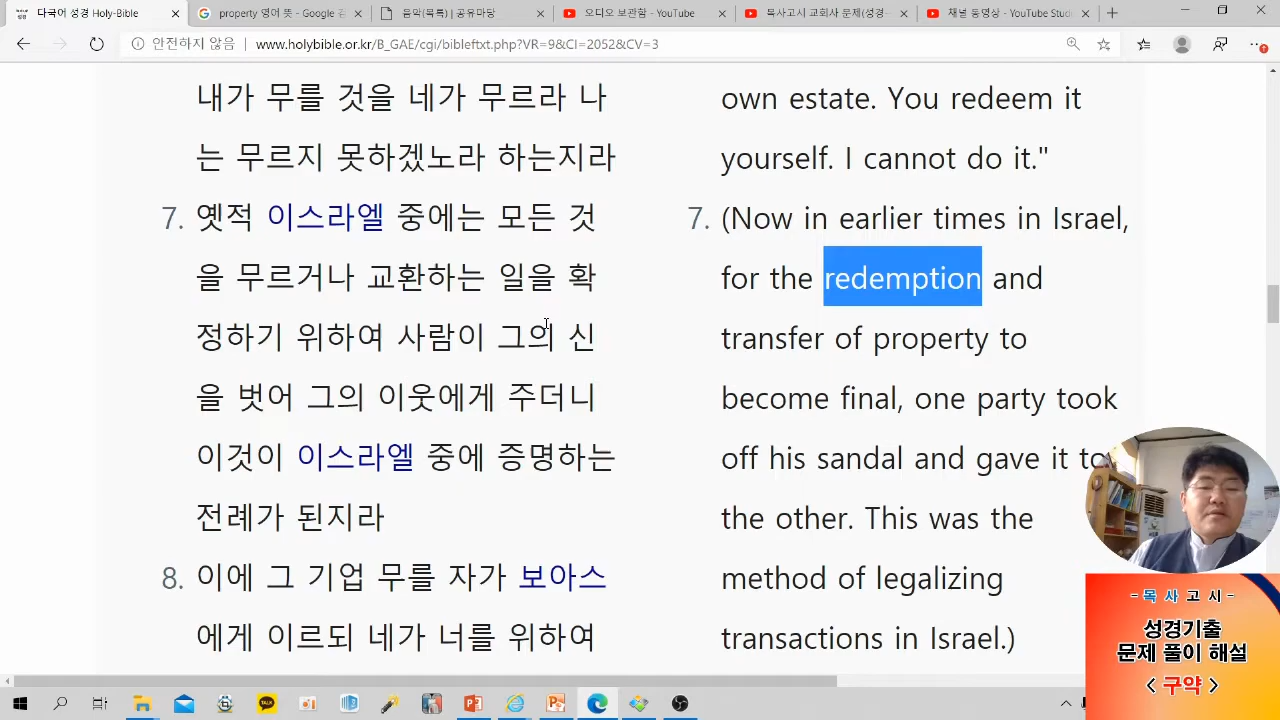 다국어 성경 Holy-Bible
property 영어 뜻 - Google 검
음악(목록) | 공유마당
오디오 보관함 - YouTube
목사고시 교회사 문제(성경-
채널 동영상 - YouTube Stud
안전하지 않음
www.holybible.or.kr/B_GAE/cgi/bibleftxt.php?VR=9&CI=2052&CV=3
내가 무를 것을 네가 무르라 나
는 무르지 못하겠노라 하는지라
7. 옛적 이스라엘 중에는 모든 것
을 무르거나 교환하는 일을 확
정하기 위하여 사람이 그의 신
을 벗어 그의 이웃에게 주더니
이것이 이스라엘 중에 증명하는
전례가 된지라
8. 이에 그 기업 무를 자가 보아스
에게 이르되 네가 너를 위하여
own estate. You redeem it
yourself. I cannot do it."
7. (Now in earlier times in Israel,
for the redemption and
transfer of property to
become final, one party took
off his sandal and gave it to
the other. This was the
method of legalizing
transactions in Israel.)
- 목 사 고 시 -
성경기출
문제 풀이 해설
< 구약 >
TALK